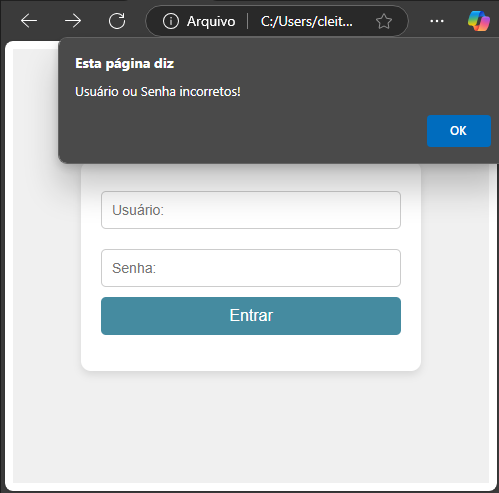 Arquivo
C:/Users/cleit...
Esta página diz
Usuário ou Senha incorretos!
OK
Usuário:
Senha:
Entrar